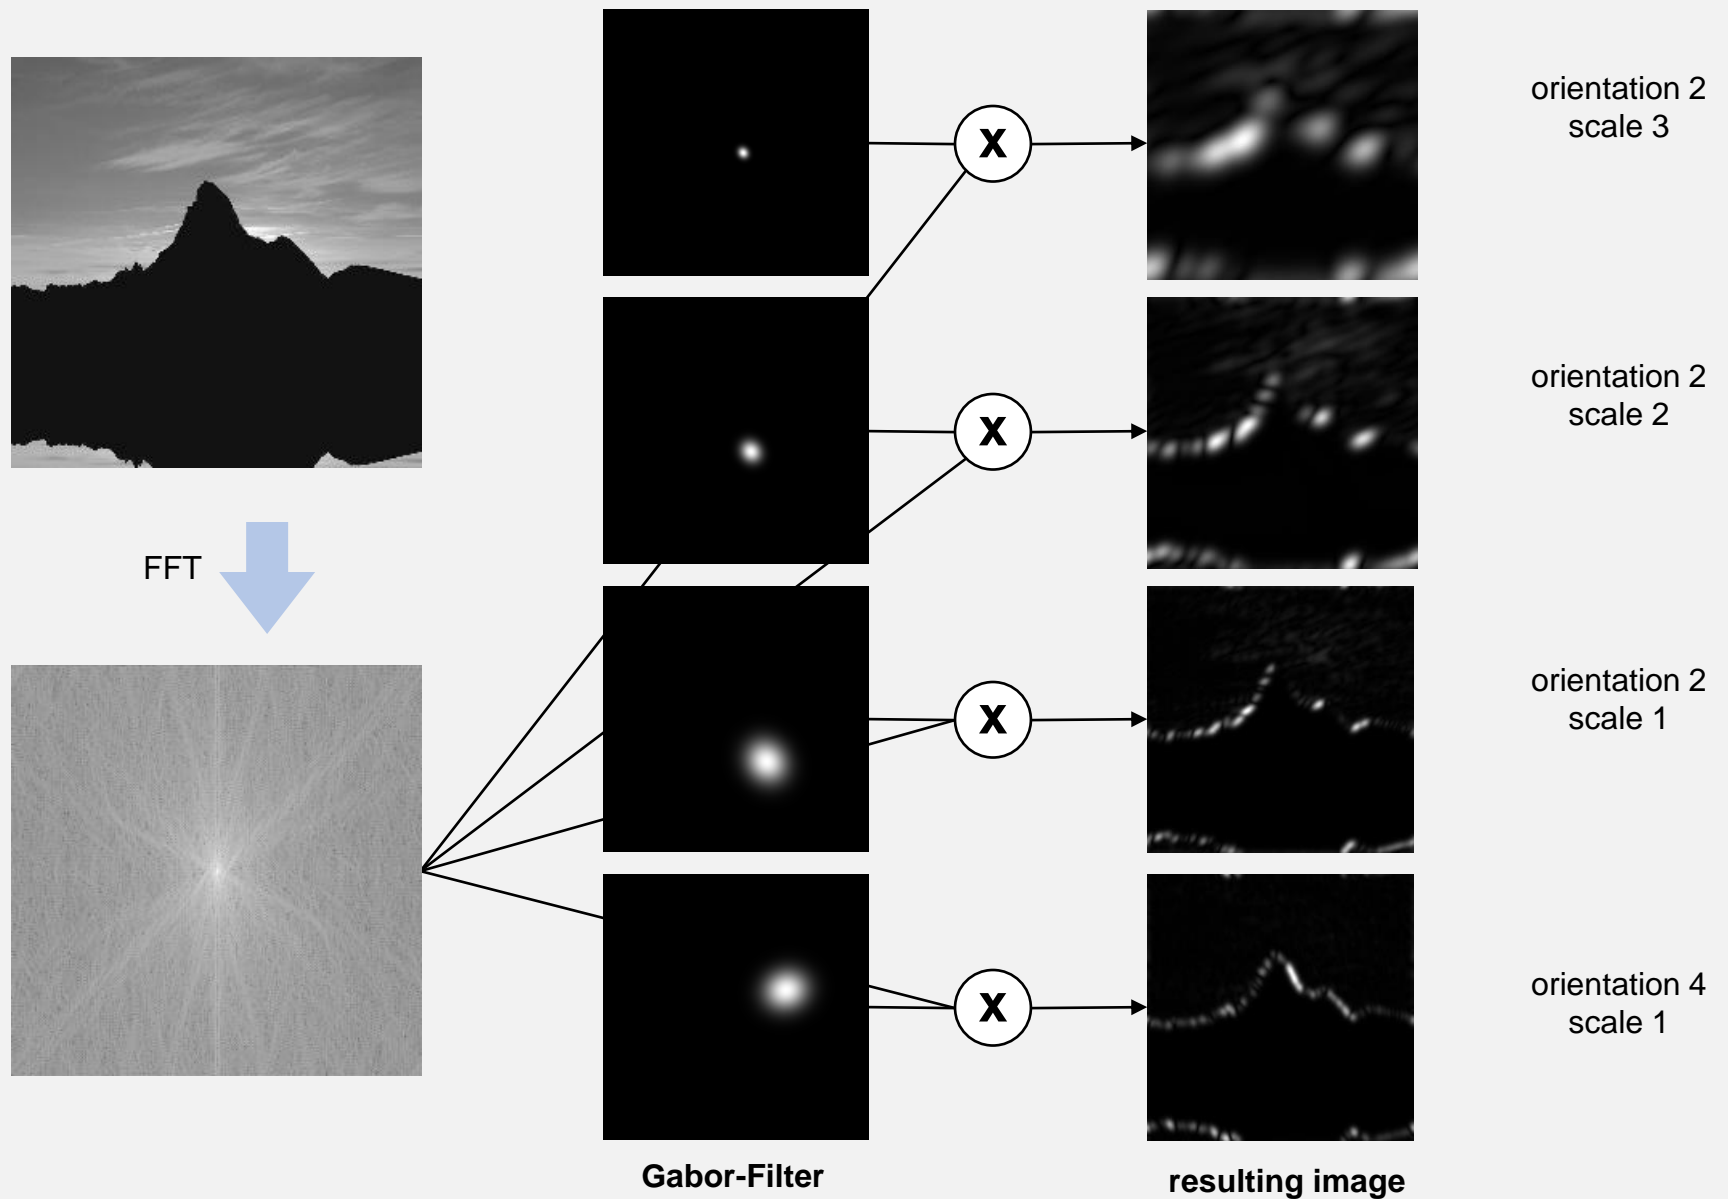 X
orientation 2
scale 3
X
orientation 2
scale 2
FFT
X
orientation 2
scale 1
X
orientation 4
scale 1
Gabor-Filter
resulting image